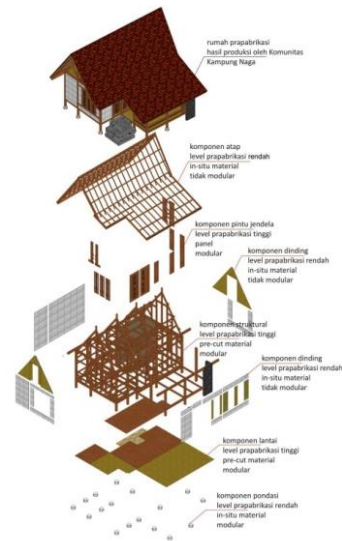 rumah prapabrikasi
hasil produksi oleh Komunitas
Kampung Naga
komponen atap
level prapabrikasi rendah
in-situ material
tidak modular
komponen pintu jendela
level prapabrikasi tinggi
panel
modular
komponen dinding
level prapabrikasi rendah
in-situ material
tidak modular
komponen struktural
level prapabrikasi tinggi
pre-cut material
modular
komponen dinding
level prapabrikasi rendah
in-situ material
tidak modular
komponen lantai
level prapabrikasi tinggi
pre-cut material
modular
komponen pondasi
level prapabrikasi rendah
in-situ material
modular